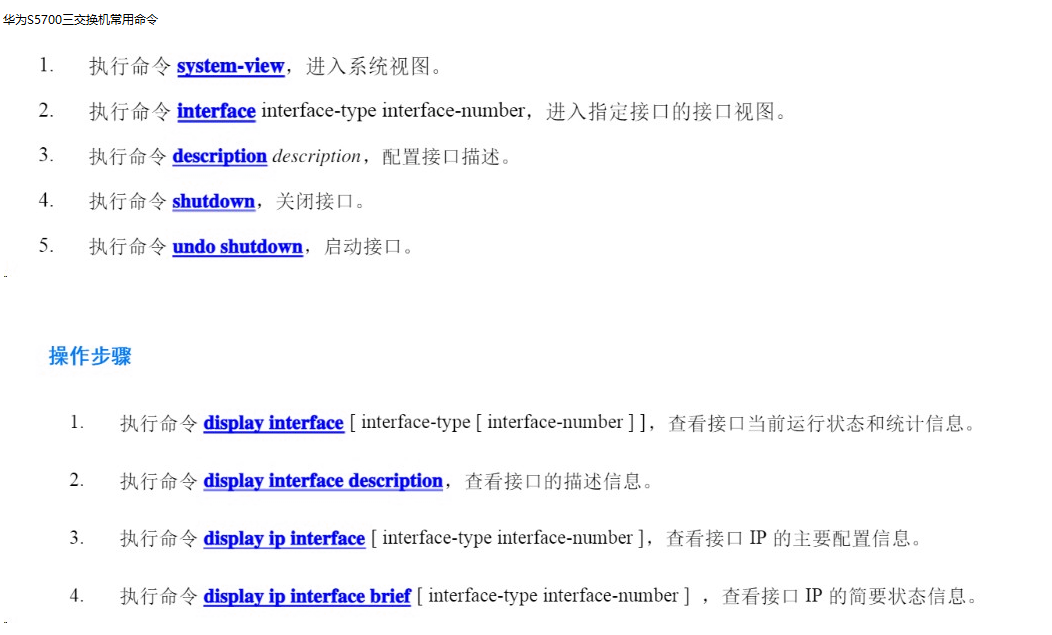 华为S5700三交换机常用命令
1. 执行命令 system-view，进入系统视图。
2. 执行命令 interface interface-type interface-number，进入指定接口的接口视图。
3. 执行命令 description description，配置接口描述。
4. 执行命令 shutdown，关闭接口。
5. 执行命令 undo shutdown，启动接口。
操作步骤
1. 执行命令 display interface [ interface-type [ interface-number ] ]，查看接口当前运行状态和统计信息。
2. 执行命令 display interface description，查看接口的描述信息。
3. 执行命令 display ip interface [ interface-type interface-number ]，查看接口 IP 的主要配置信息。
4. 执行命令 display ip interface brief [ interface-type interface-number ] ，查看接口 IP 的简要状态信息。